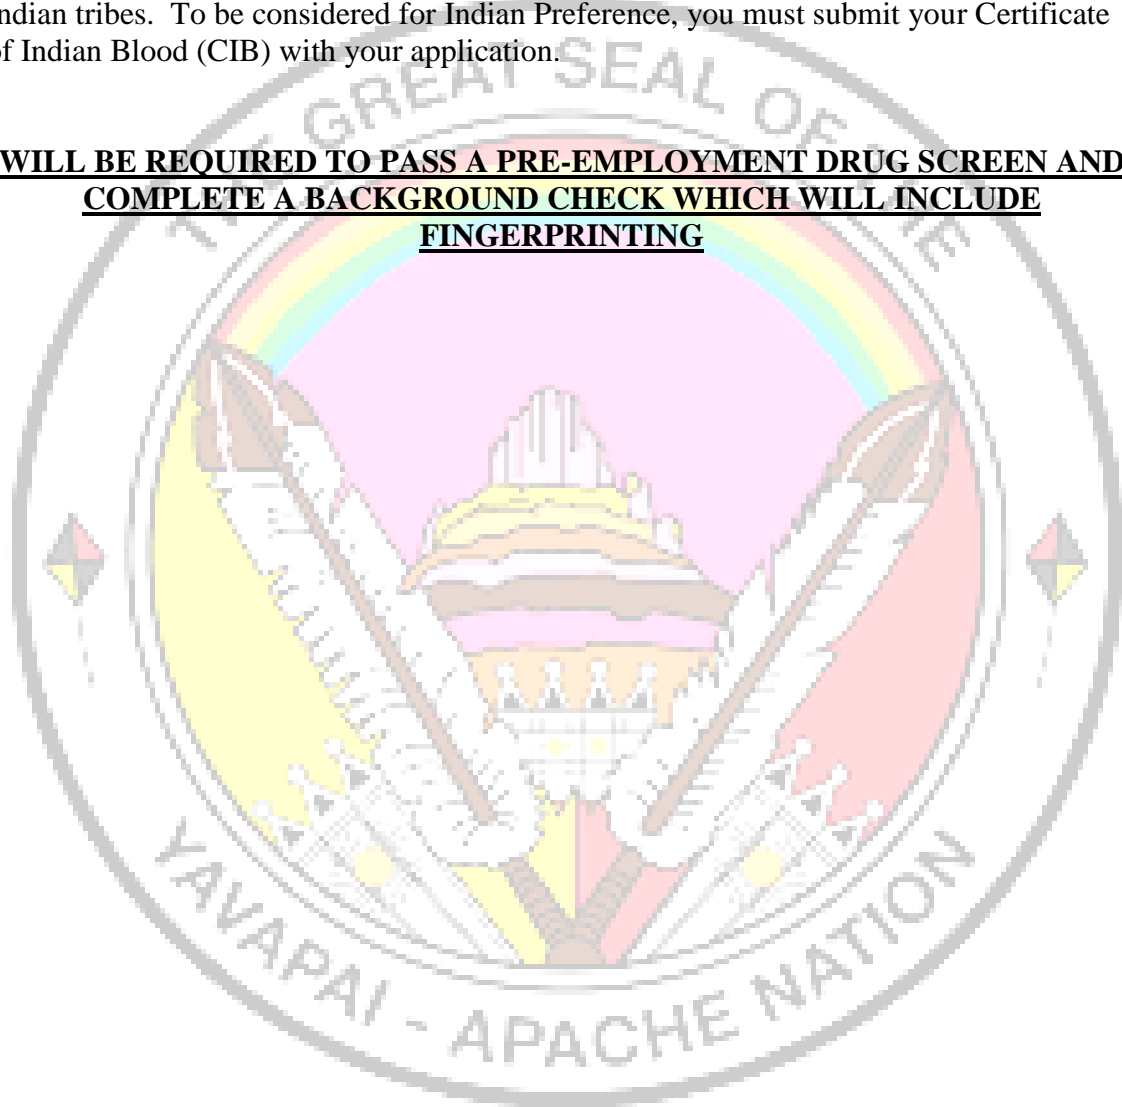 ndian tribes.  To be considered for Indian Preference, you must submit your Certificate
of Indian Blood (CIB) with your application.
WILL BE REQUIRED TO PASS A PRE-EMPLOYMENT DRUG SCREEN AND
COMPLETE A BACKGROUND CHECK WHICH WILL INCLUDE
FINGERPRINTING
THE GREAT SEAL OF THE
YAVAPAI - APACHE NATION